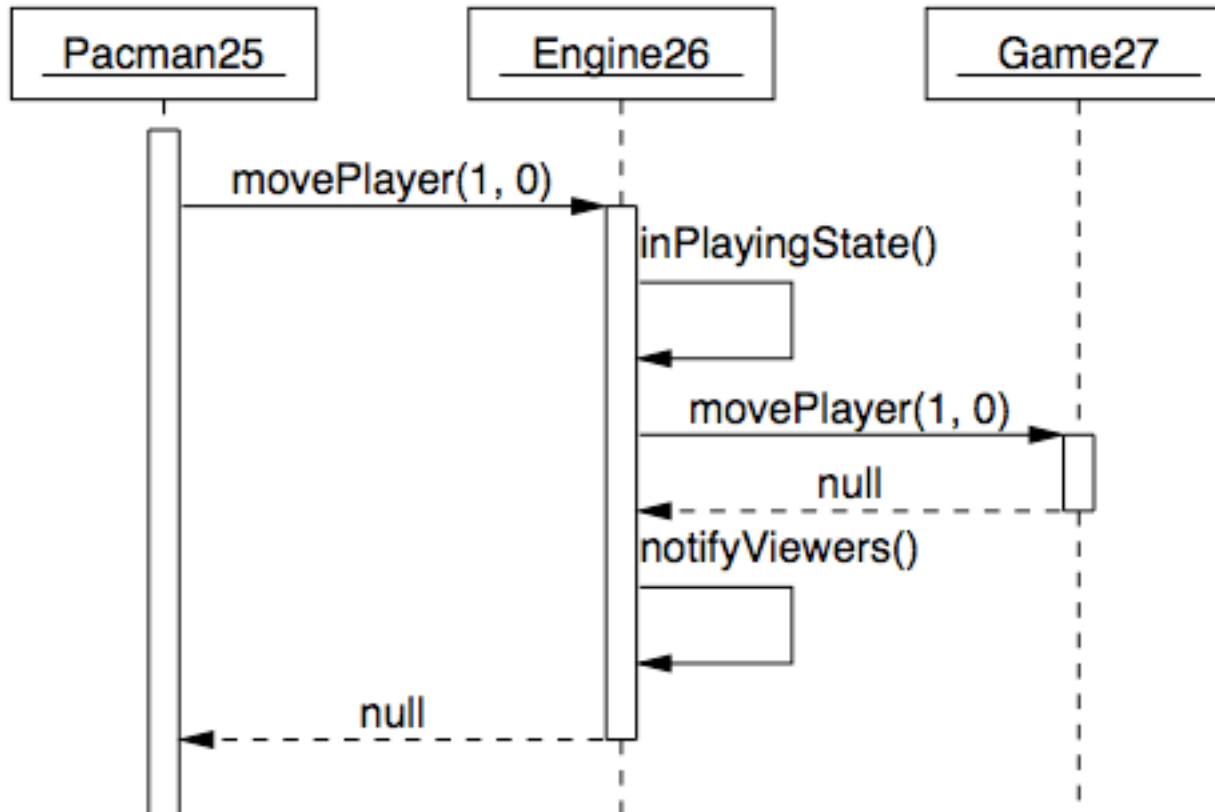 Pacman25
Engine26
Game27
movePlayer(1, 0)
inPlayingState()
movePlayer(1, 0)
null
notifyViewers()
null